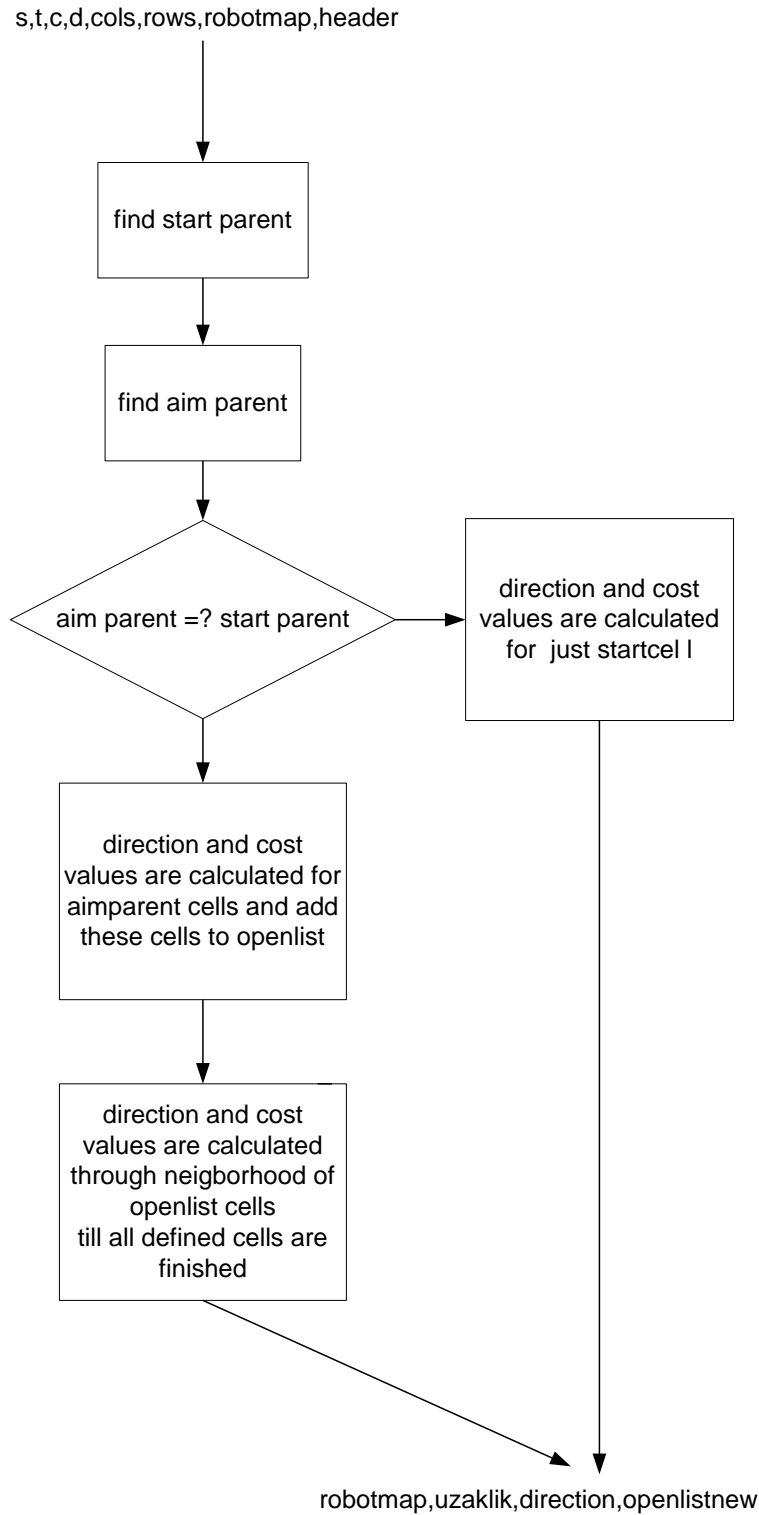 s,t,c,d,cols,rows,robotmap,header
find start parent
find aim parent
aim parent =? start parent
direction and cost
values are calculated
for  just startcel l
direction and cost
values are calculated for
aimparent cells and add
these cells to openlist
direction and cost
values are calculated
through neigborhood of
openlist cells
till all defined cells are
finished
robotmap,uzaklik,direction,openlistnew